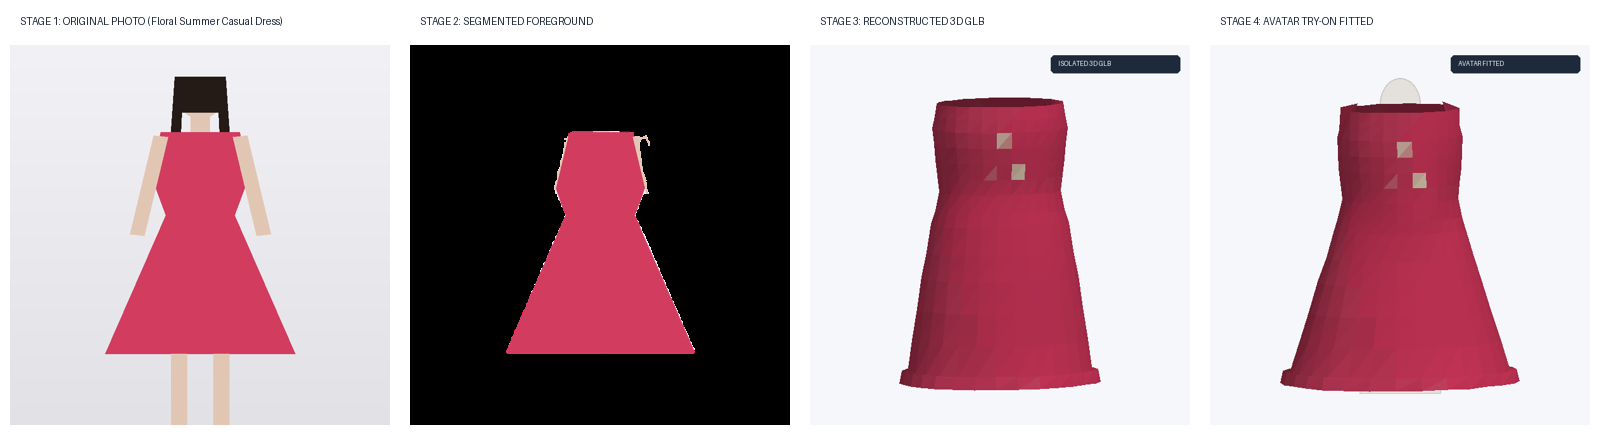 STAGE 1: ORIGINAL PHOTO (Floral Summer Casual Dress)
STAGE 2: SEGMENTED FOREGROUND
STAGE 3: RECONSTRUCTED 3D GLB
STAGE 4: AVATAR TRY-ON FITTED
ISOLATED 3D GLB
AVATAR FITTED